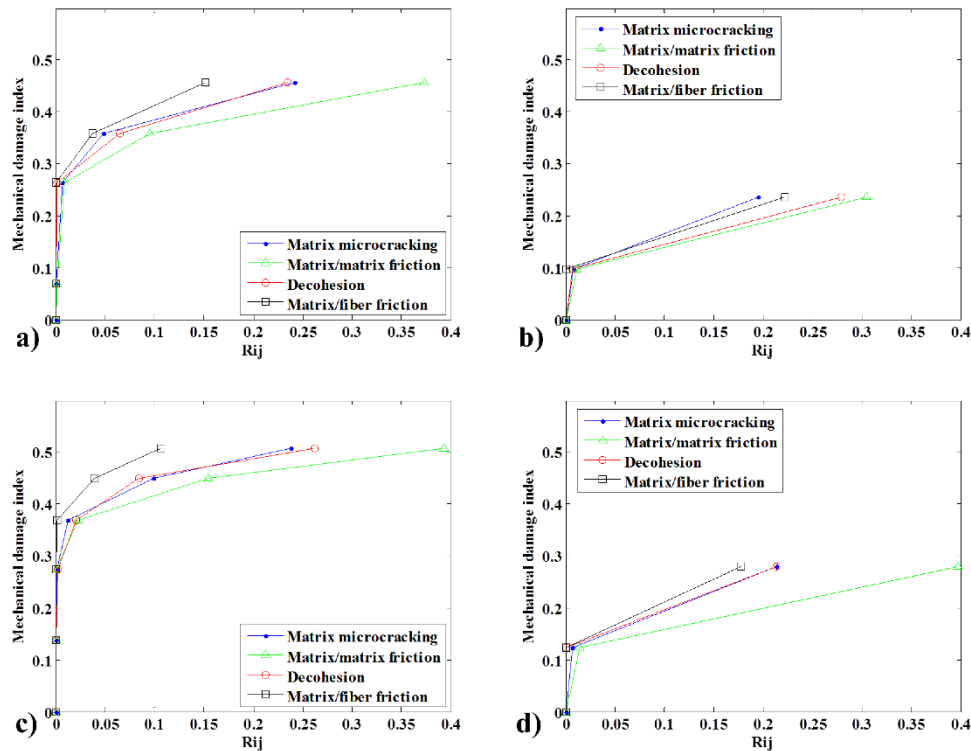 Mechanical damage index
0.5
0.4
0.3
0.2
0.1
0
Matrix microcracking
Matrix/matrix friction
Decohesion
Matrix/fiber friction
0 0.05 0.1 0.15 0.2 0.25 0.3 0.35 0.4
Rij
a)
Mechanical damage index
0.5
0.4
0.3
0.2
0.1
0
Matrix microcracking
Matrix/matrix friction
Decohesion
Matrix/fiber friction
0 0.05 0.1 0.15 0.2 0.25 0.3 0.35 0.4
Rij
b)
Mechanical damage index
0.5
0.4
0.3
0.2
0.1
0
Matrix microcracking
Matrix/matrix friction
Decohesion
Matrix/fiber friction
0 0.05 0.1 0.15 0.2 0.25 0.3 0.35 0.4
Rij
c)
Mechanical damage index
0.5
0.4
0.3
0.2
0.1
0
Matrix microcracking
Matrix/matrix friction
Decohesion
Matrix/fiber friction
0 0.05 0.1 0.15 0.2 0.25 0.3 0.35 0.4
Rij
d)